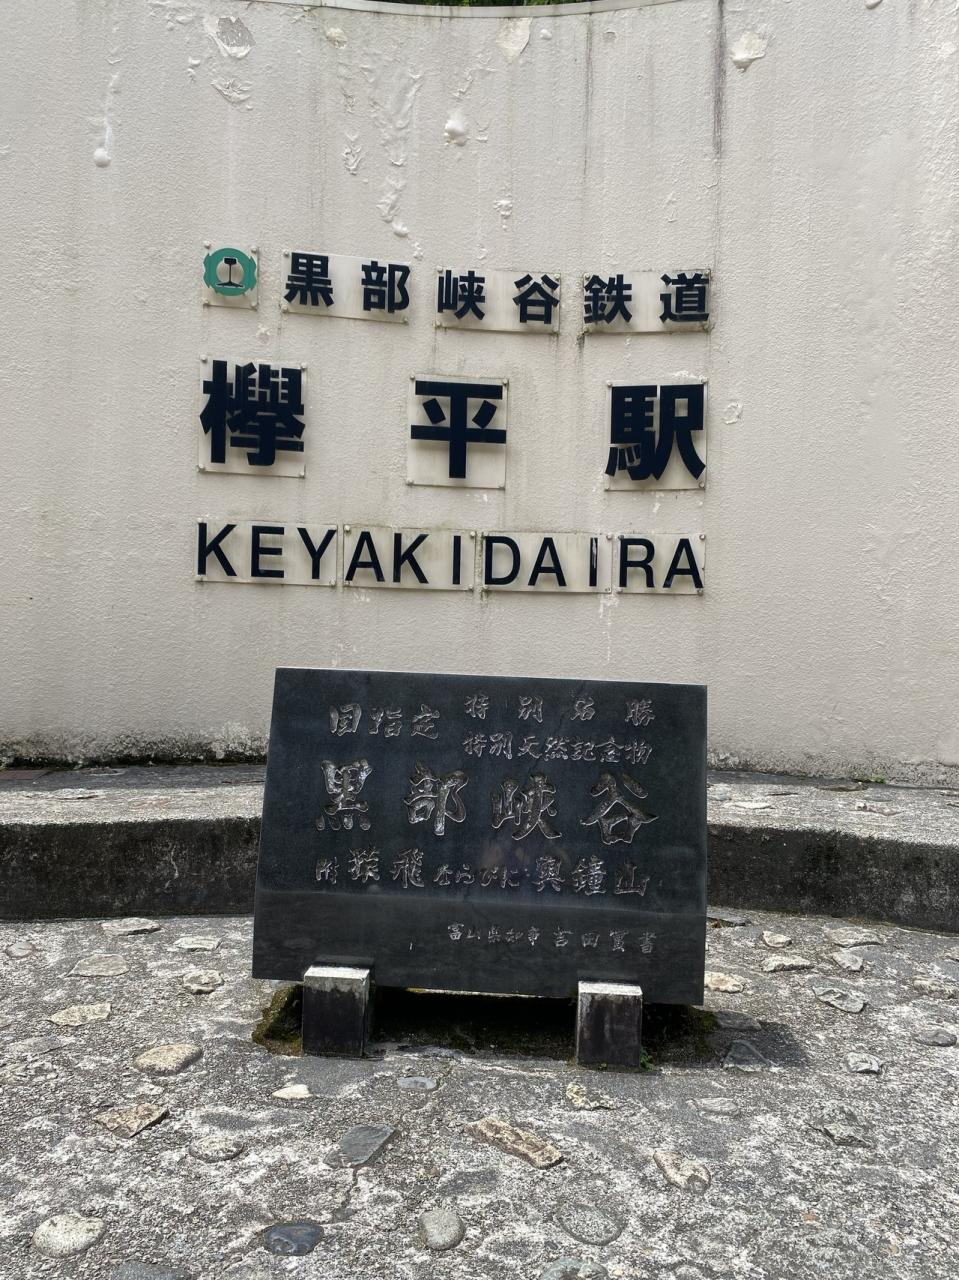 黒部峡谷鉄道
欅平駅
KEYAKIDAIRA
国指定 特別名勝
特別天然記念物
黒部峡谷
附猿飛ならびに奥鐘山
富山県知事 吉田實書